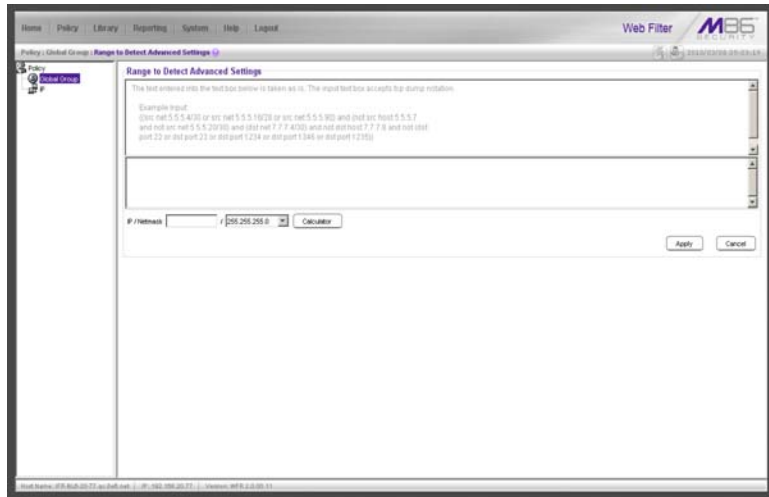 Home Policy Library Reporting System Help Logout
Web Filter
M86
SECURITY
Policy : Global Group : Range to Detect Advanced Settings
Policy
Global Group
IP
Range to Detect Advanced Settings
The text entered into the text box below is taken as is. The input text box accepts tcp dump notation.
Example Input:
((src net 5.5.5.4/30 or src net 5.5.5.16/28 or src net 5.5.5.90) and (not src host 5.5.5.7
and not src net 5.5.5.20/30) and (dst net 7.7.7.4/30) and not dst host 7.7.7.6 and not (dst
port 22 or dst port 23 or dst port 1234 or dst port 1346 or dst port 1235))
IP / Netmask / 255.255.255.0 Calculator
Apply Cancel
IP: 192.168.20.77